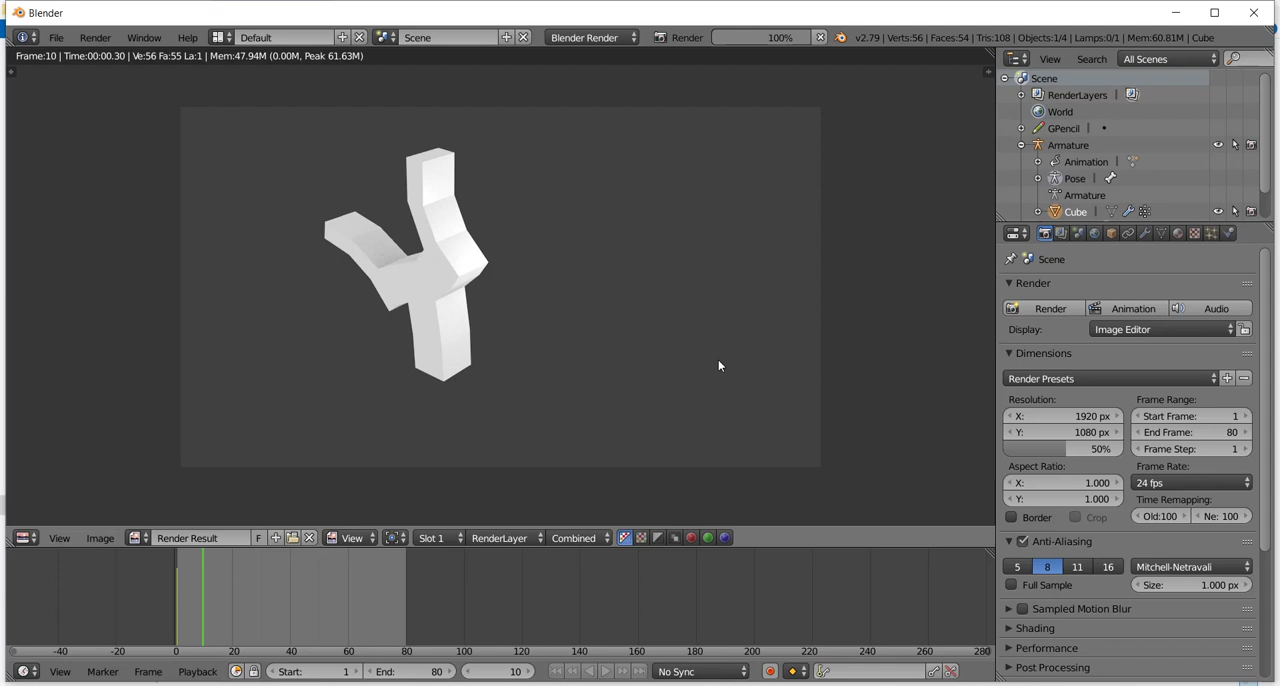 Blender
File Render Window Help Default Scene Blender Render Render 100% v2.79 | Verts:56 | Faces:54 | Tris:108 | Objects:1/4 | Lamps:0/1 | Mem:60.81M | Cube
Frame:10 | Time:00:00.30 | Ve:56 Fa:55 La:1 | Mem:47.94M (0.00M, Peak 61.63M)
View Search All Scenes
Scene
RenderLayers |
World
GPencil |
Armature
Animation |
Pose |
Armature
Cube |
Scene
Render
Render Animation Audio
Display: Image Editor
Dimensions
Render Presets
Resolution: Frame Range:
X: 1920 px Start Frame: 1
Y: 1080 px End Frame: 80
50% Frame Step: 1
Aspect Ratio: Frame Rate:
X: 1.000 24 fps
Y: 1.000 Time Remapping:
Border Crop Old:100 Ne: 100
Anti-Aliasing
5 8 11 16 Mitchell-Netravali
Full Sample Size: 1.000 px
Sampled Motion Blur
Shading
Performance
Post Processing
View Image Render Result F View Slot 1 RenderLayer Combined
-40 -20 0 20 40 60 80 100 120 140 160 180 200 220 240 260 280
View Marker Frame Playback Start: 1 End: 80 10 No Sync